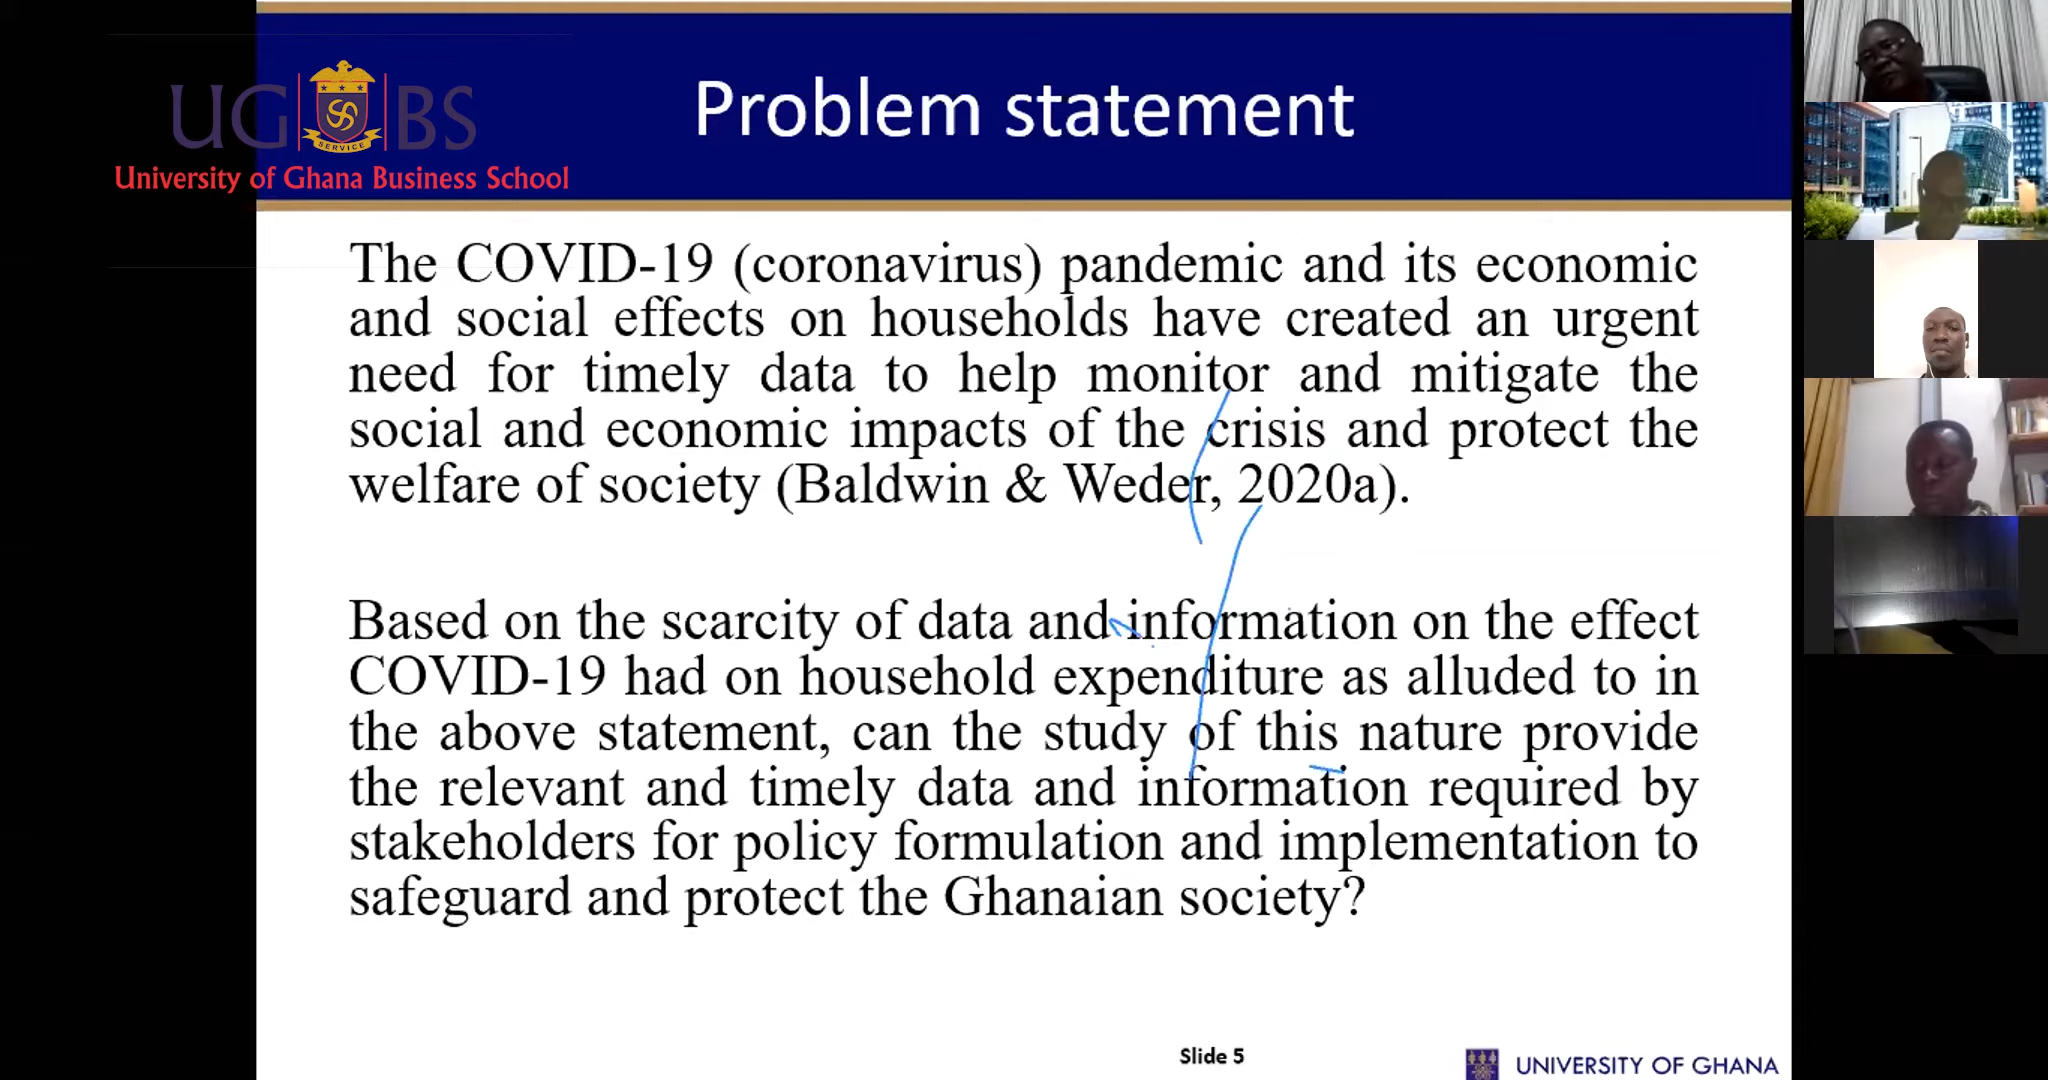 UG BS
SERVICE
University of Ghana Business School
Problem statement
The COVID-19 (coronavirus) pandemic and its economic
and social effects on households have created an urgent
need for timely data to help monitor and mitigate the
social and economic impacts of the crisis and protect the
welfare of society (Baldwin & Weder, 2020a).
Based on the scarcity of data and information on the effect
COVID-19 had on household expenditure as alluded to in
the above statement, can the study of this nature provide
the relevant and timely data and information required by
stakeholders for policy formulation and implementation to
safeguard and protect the Ghanaian society?
Slide 5
UNIVERSITY OF GHANA